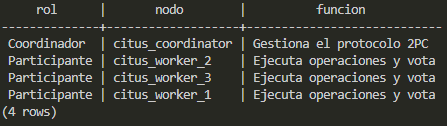 rol | nodo | funcion
-------------+-------------------+---------------------------
Coordinador | citus_coordinator | Gestiona el protocolo 2PC
Participante | citus_worker_2 | Ejecuta operaciones y vota
Participante | citus_worker_3 | Ejecuta operaciones y vota
Participante | citus_worker_1 | Ejecuta operaciones y vota
(4 rows)